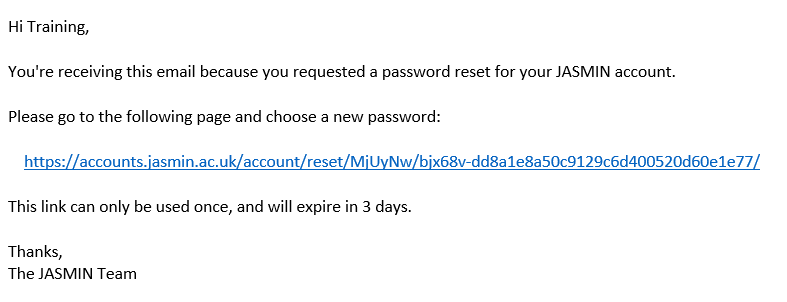 Hi Training,
You're receiving this email because you requested a password reset for your JASMIN account.
Please go to the following page and choose a new password:
https://accounts.jasmin.ac.uk/account/reset/MjUyNw/bjx68v-dd8a1e8a50c9129c6d400520d60e1e77/
This link can only be used once, and will expire in 3 days.
Thanks,
The JASMIN Team